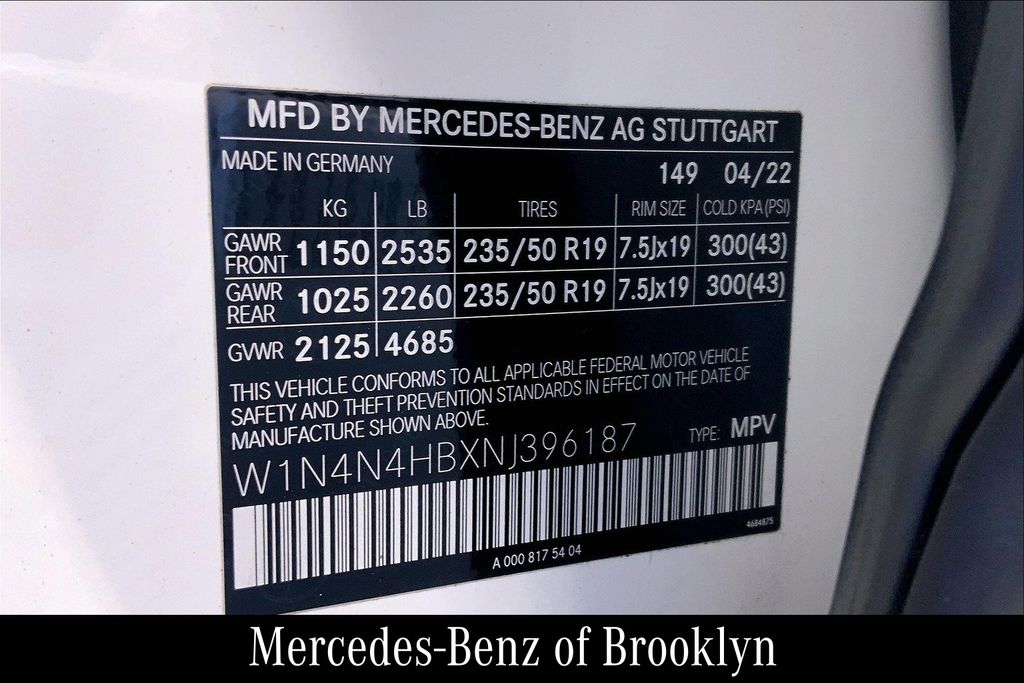 MFD BY MERCEDES-BENZ AG STUTTGART
MADE IN GERMANY
149 04/22
KG LB TIRES RIM SIZE COLD KPA (PSI)
GAWR FRONT 1150 2535 235/50 R19 7.5Jx19 300(43)
GAWR REAR 1025 2260 235/50 R19 7.5Jx19 300(43)
GVWR 2125 4685
THIS VEHICLE CONFORMS TO ALL APPLICABLE FEDERAL MOTOR VEHICLE
SAFETY AND THEFT PREVENTION STANDARDS IN EFFECT ON THE DATE OF
MANUFACTURE SHOWN ABOVE.
W1N4N4HBXNJ396187 TYPE: MPV
4684875
A 000 817 54 04
Mercedes-Benz of Brooklyn